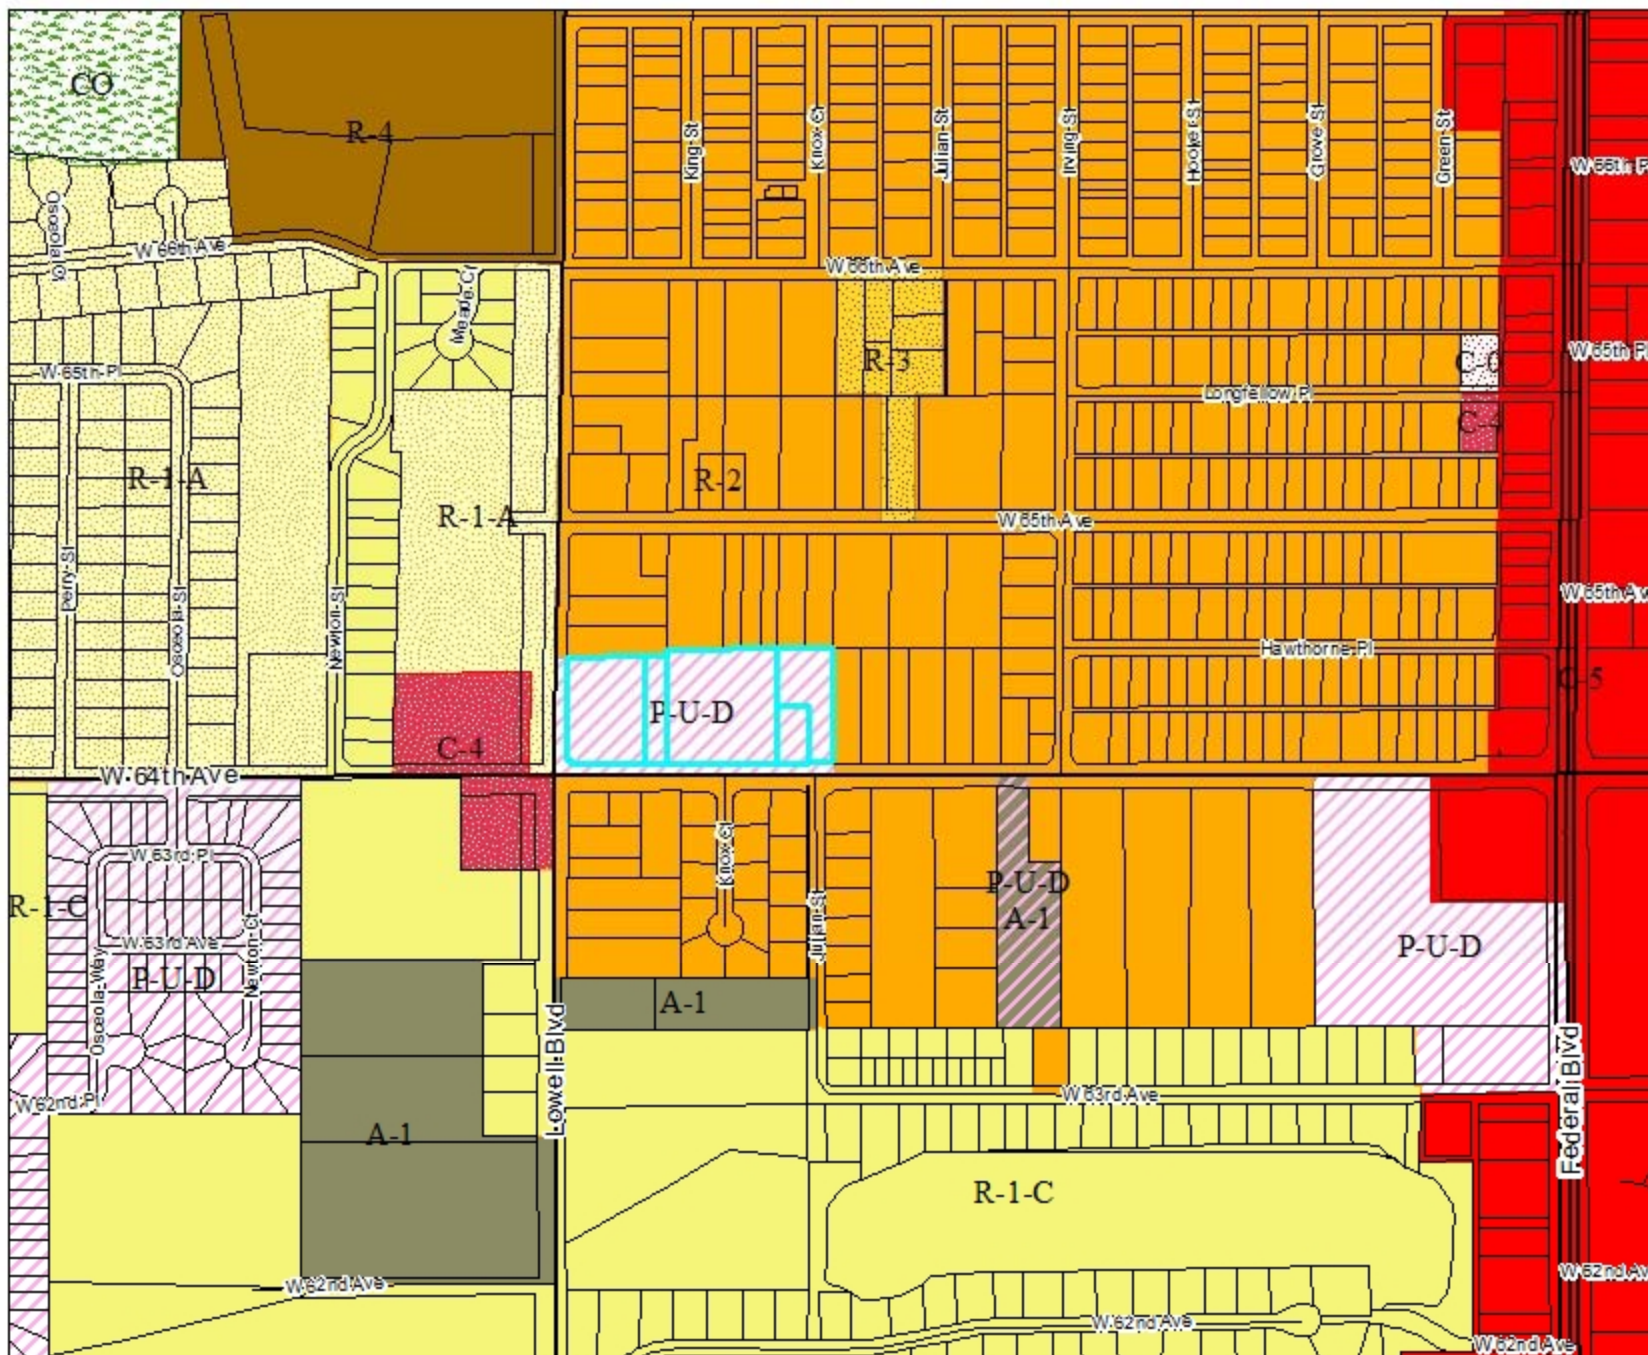 CO
R-4
King St
Knox Ct
Julian St
Irving St
Hooker St
Grove St
Green St
W 66th Ave
Osceola Ct
W 66th Ave
Meade Ct
W 65th Pl
R-3
C-0
W 65th Pl
Longfellow Pl
C-4
R-1-A
R-1-A
R-2
W 65th Ave
Perry St
Osceola St
Newton St
W 65th Av
Hawthorne Pl
C-5
P-U-D
C-4
W 64th Ave
W 63rd Pl
Knox Ct
P-U-D
A-1
R-1-C
Julian St
W 63rd Ave
P-U-D
Osceola Way
Newton Ct
P-U-D
A-1
Lowell Blvd
Federal Blvd
W 62nd Pl
W 63rd Ave
A-1
R-1-C
W 62nd Ave
W 62nd Av
W 62nd Ave
W 62nd Ave